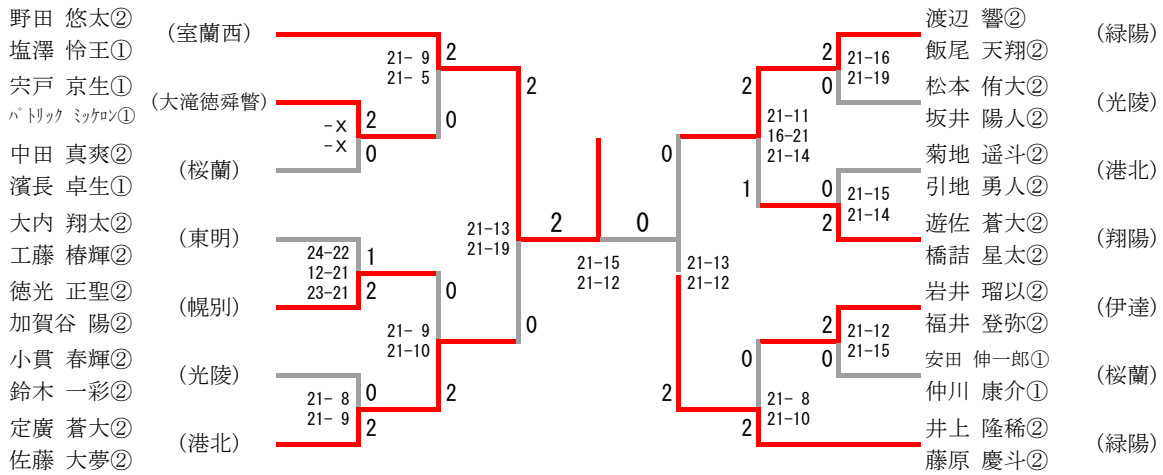 野田 悠太②
塩澤 怜王①
(室蘭西)
宍戸 京生①
ﾊﾟﾄﾘｯｸ ﾐｯｹﾛﾝ①
(大滝徳舜瞥)
中田 真爽②
濱長 卓生①
(桜蘭)
大内 翔太②
工藤 椿輝②
(東明)
徳光 正聖②
加賀谷 陽②
(幌別)
小貫 春輝②
鈴木 一彩②
(光陵)
定廣 蒼大②
佐藤 大夢②
(港北)
2
21- 9
21- 5
0
2
-X
-X
0
1
24-22
12-21
23-21
2
0
21- 9
21-10
2
0
21- 8
21- 9
2
2
21-13
21-19
0
2
0
21-15
21-12
0
21-13
21-12
2
2
21-11
16-21
21-14
1
2
21-16
21-19
0
0
21-15
21-14
2
2
21-12
21-15
0
0
21- 8
21-10
2
渡辺 響②
飯尾 天翔②
(緑陽)
松本 侑大②
坂井 陽人②
(光陵)
菊地 遥斗②
引地 勇人②
(港北)
遊佐 蒼大②
橋詰 星太②
(翔陽)
岩井 瑠以②
福井 登弥②
(伊達)
安田 伸一郎①
仲川 康介①
(桜蘭)
井上 隆稀②
藤原 慶斗②
(緑陽)